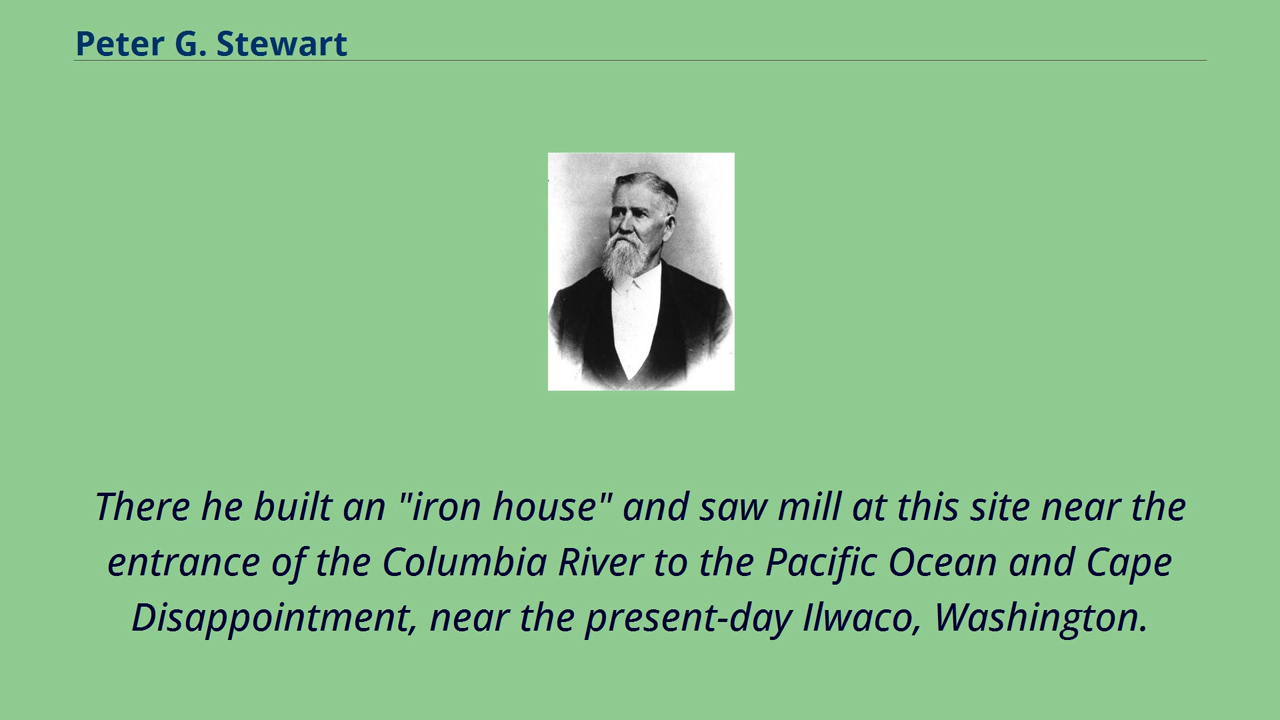 Peter G. Stewart
There he built an "iron house" and saw mill at this site near the
entrance of the Columbia River to the Pacific Ocean and Cape
Disappointment, near the present-day Ilwaco, Washington.